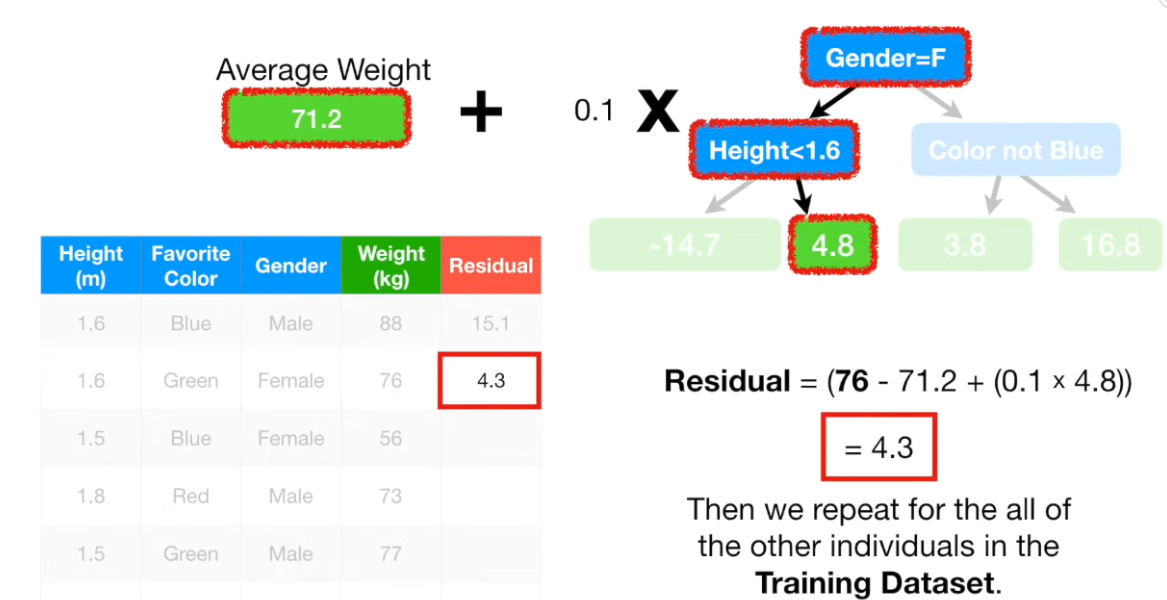 Average Weight
71.2
+
0.1 X
Gender=F
Height<1.6
Color not Blue
-14.7
4.8
3.8
16.8
Height (m) Favorite Color Gender Weight (kg) Residual
1.6 Blue Male 88 15.1
1.6 Green Female 76 4.3
1.5 Blue Female 56
1.8 Red Male 73
1.5 Green Male 77
Residual = (76 - 71.2 + (0.1 x 4.8))
= 4.3
Then we repeat for the all of
the other individuals in the
Training Dataset.